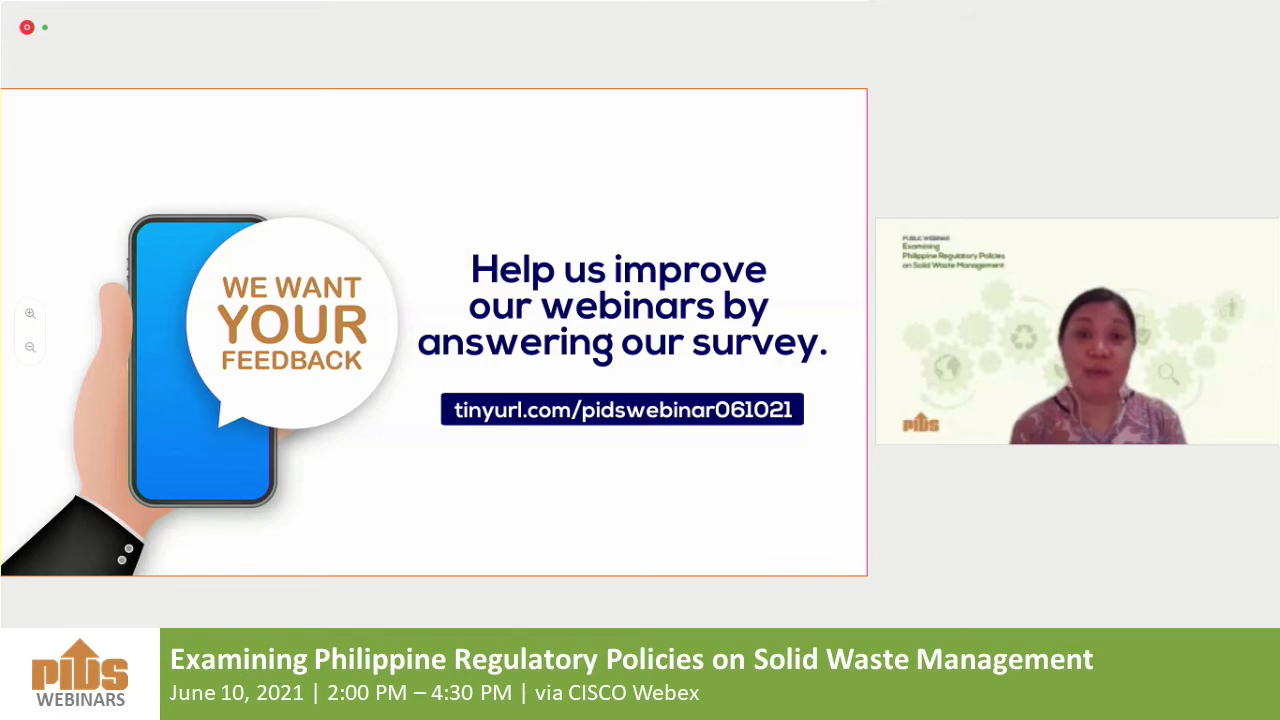 WE WANT
YOUR
FEEDBACK
Help us improve
our webinars by
answering our survey.
tinyurl.com/pidswebinar061021
PUBLIC WEBINAR
Examining
Philippine Regulatory Policies
on Solid Waste Management
PIDS
PIDS
WEBINARS
Examining Philippine Regulatory Policies on Solid Waste Management
June 10, 2021 | 2:00 PM – 4:30 PM | via CISCO Webex